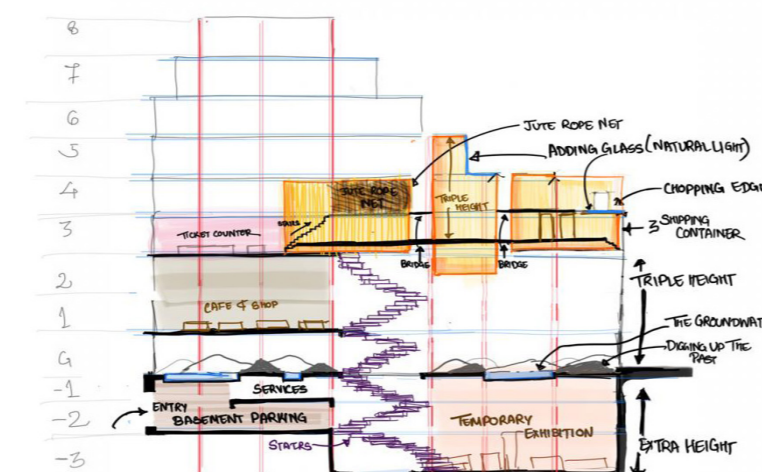 8
7
6
5
4
3
2
1
G
-1
-2
-3
JUTE ROPE NET
ADDING GLASS (NATURAL LIGHT)
CHOPPING EDGE
3 SHIPPING
CONTAINER
JUTE ROPE
NET
TRIPLE
HEIGHT
STAIRS
TICKET COUNTER
BRIDGE
BRIDGE
TRIPLE HEIGHT
CAFE & SHOP
THE GROUNDWAT
DIGGING UP THE
PAST
SERVICES
ENTRY
BASEMENT PARKING
STAIRS
TEMPORARY
EXHIBITION
EXTRA HEIGHT